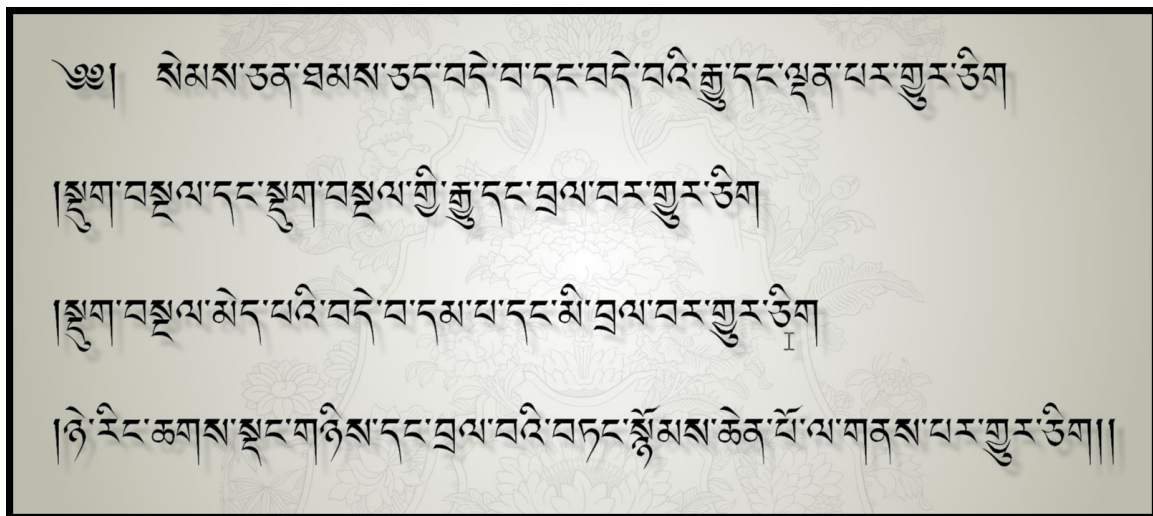 ༄༅། སེམས་ཅན་ཐམས་ཅད་བདེ་བ་དང་བདེ་བའི་རྒྱུ་དང་ལྡན་པར་གྱུར་ཅིག
།སྡུག་བསྔལ་དང་སྡུག་བསྔལ་གྱི་རྒྱུ་དང་བྲལ་བར་གྱུར་ཅིག
།སྡུག་བསྔལ་མེད་པའི་བདེ་བ་དམ་པ་དང་མི་བྲལ་བར་གྱུར་ཅིག
།ཉེ་རིང་ཆགས་སྡང་གཉིས་དང་བྲལ་བའི་བཏང་སྙོམས་ཆེན་པོ་ལ་གནས་པར་གྱུར་ཅིག།།